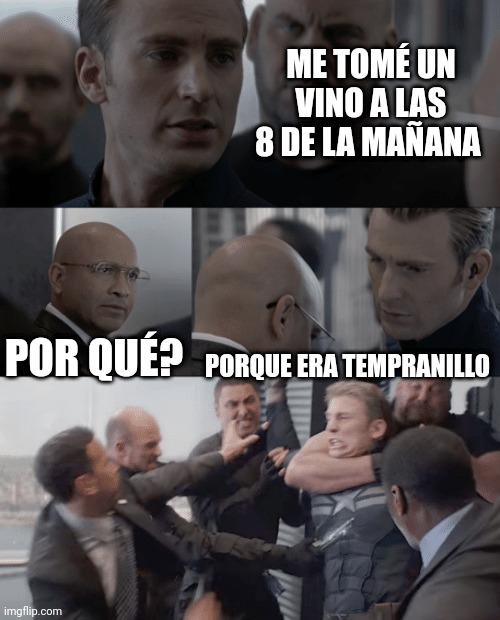 ME TOMÉ UN
VINO A LAS
8 DE LA MAÑANA
POR QUÉ?
PORQUE ERA TEMPRANILLO
imgflip.com